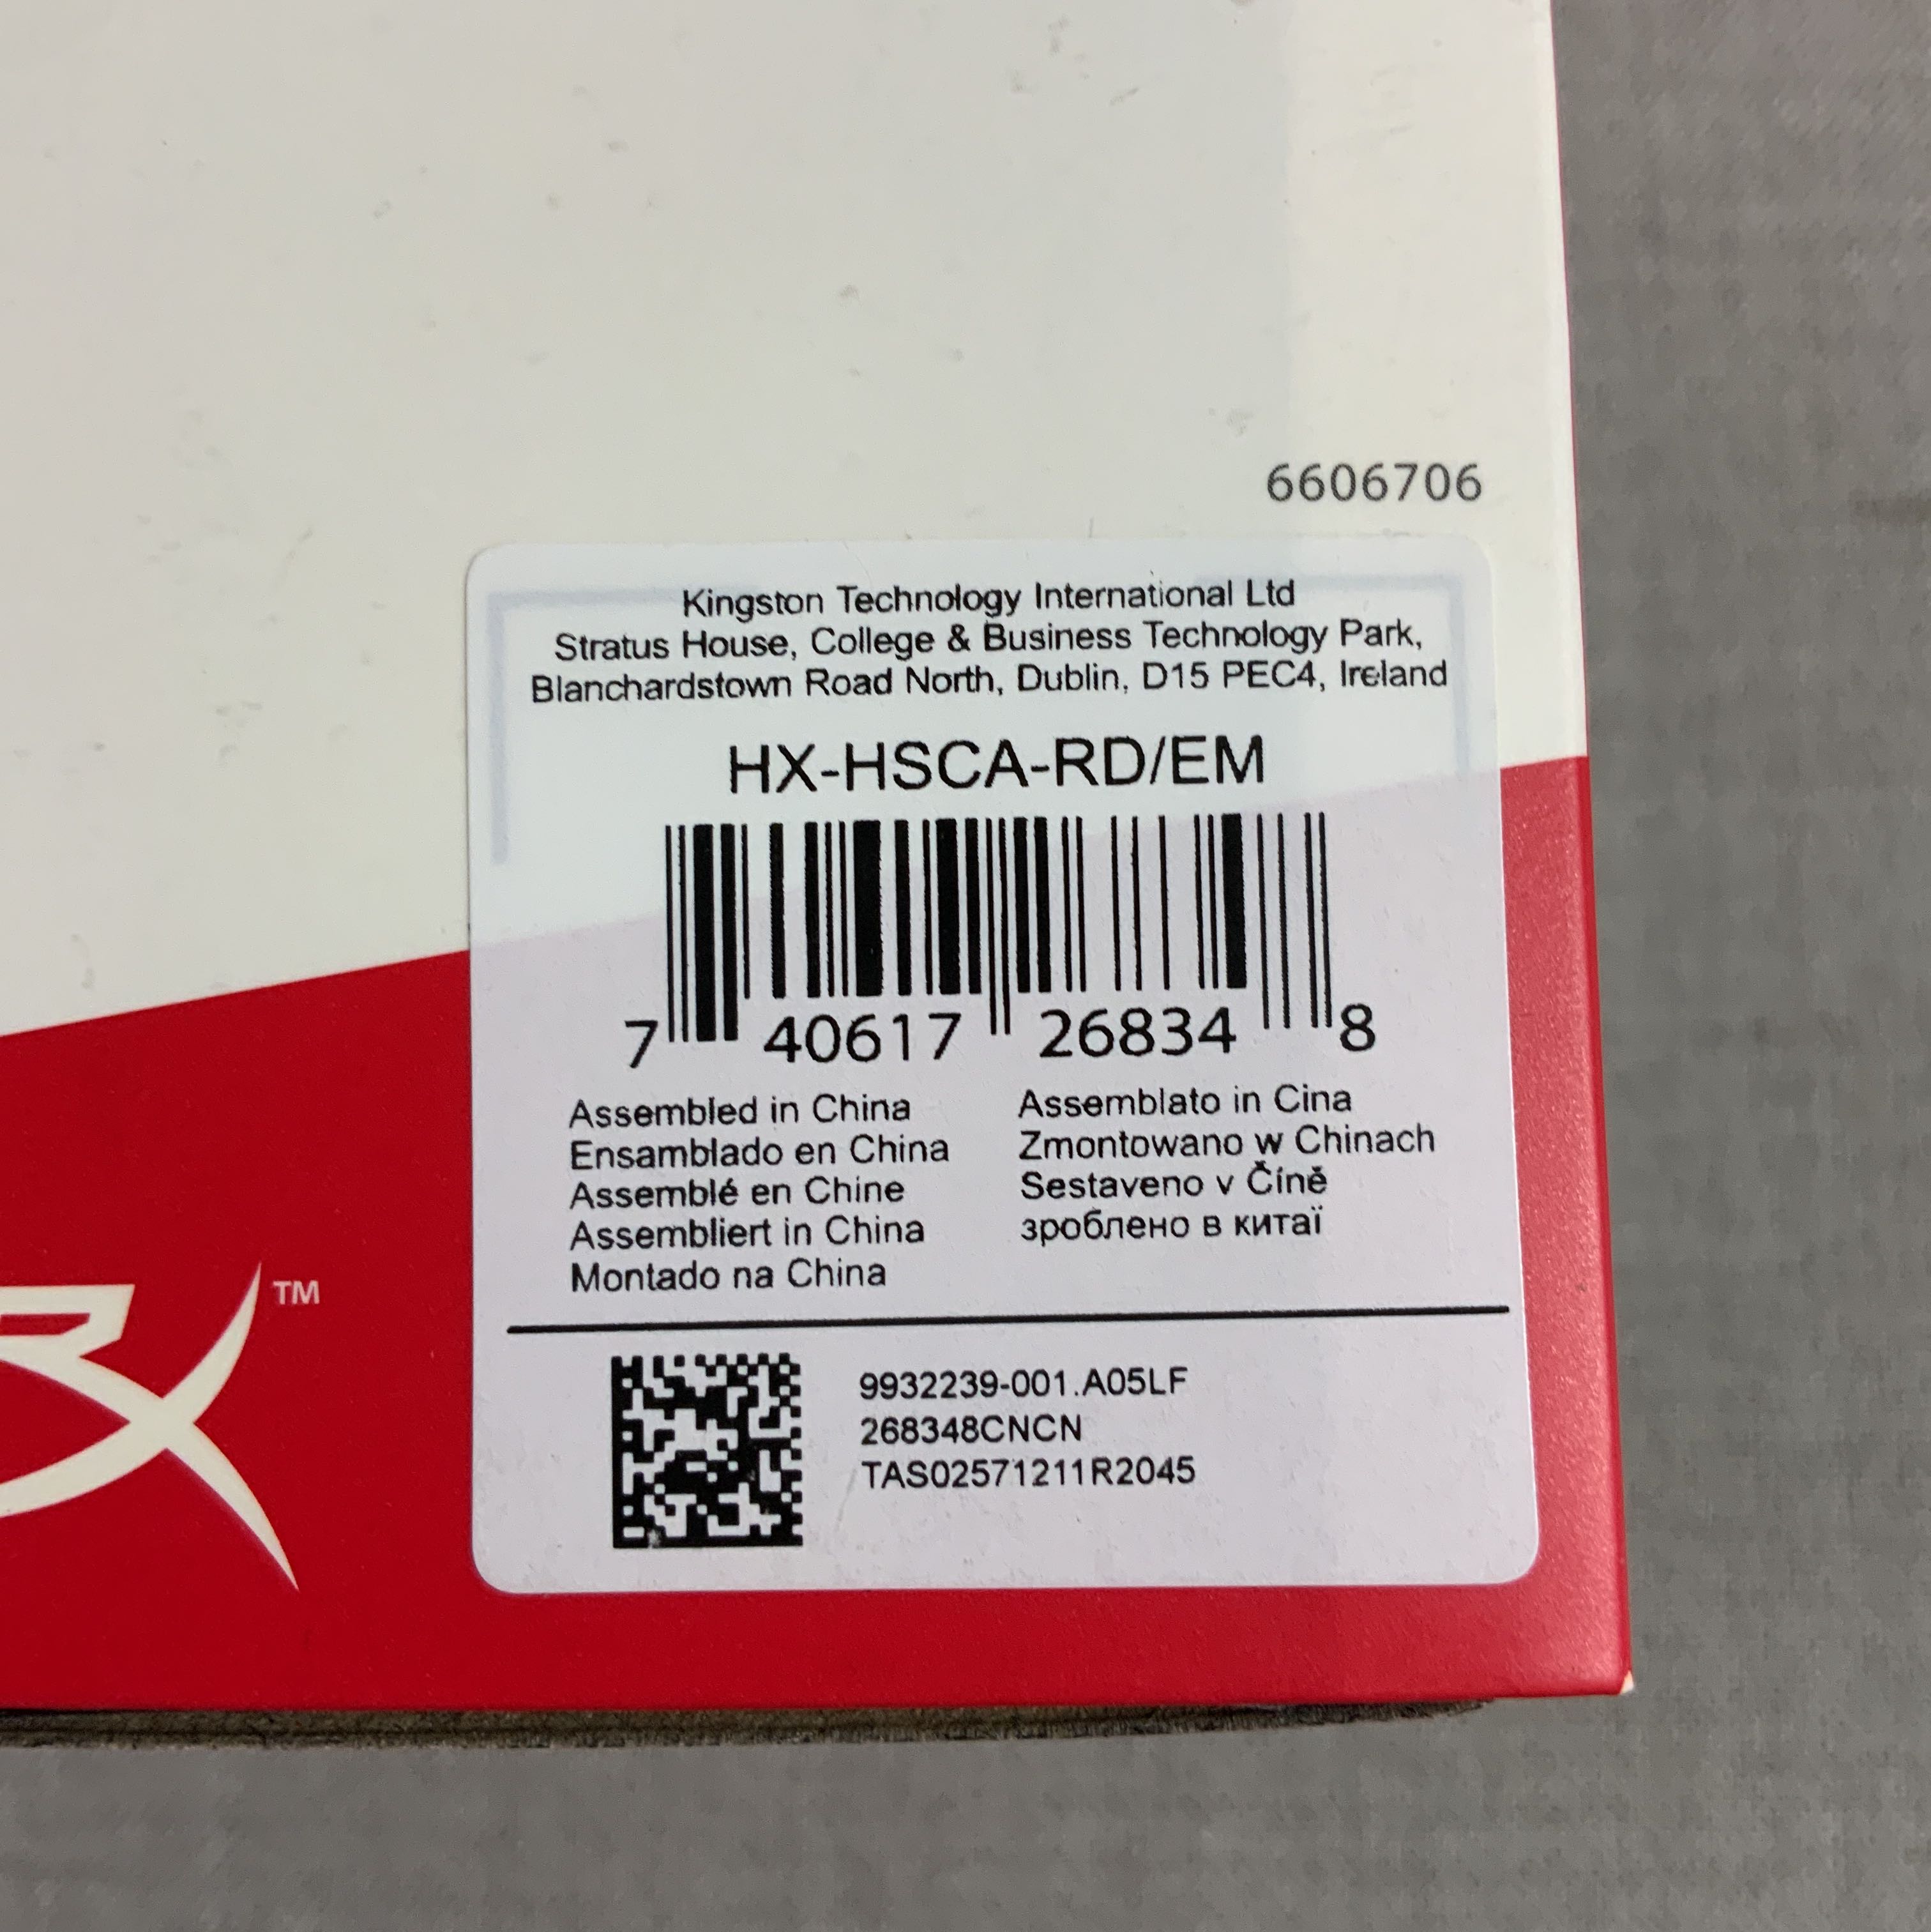 6606706
Kingston Technology International Ltd
Stratus House, College & Business Technology Park,
Blanchardstown Road North, Dublin, D15 PEC4, Ireland
HX-HSCA-RD/EM
7 40617 26834 8
Assembled in China
Ensamblado en China
Assemblé en Chine
Assembliert in China
Montado na China
Assemblato in Cina
Zmontowano w Chinach
Sestaveno v Číně
зроблено в китаї
TM
9932239-001.A05LF
268348CNCN
TAS02571211R2045